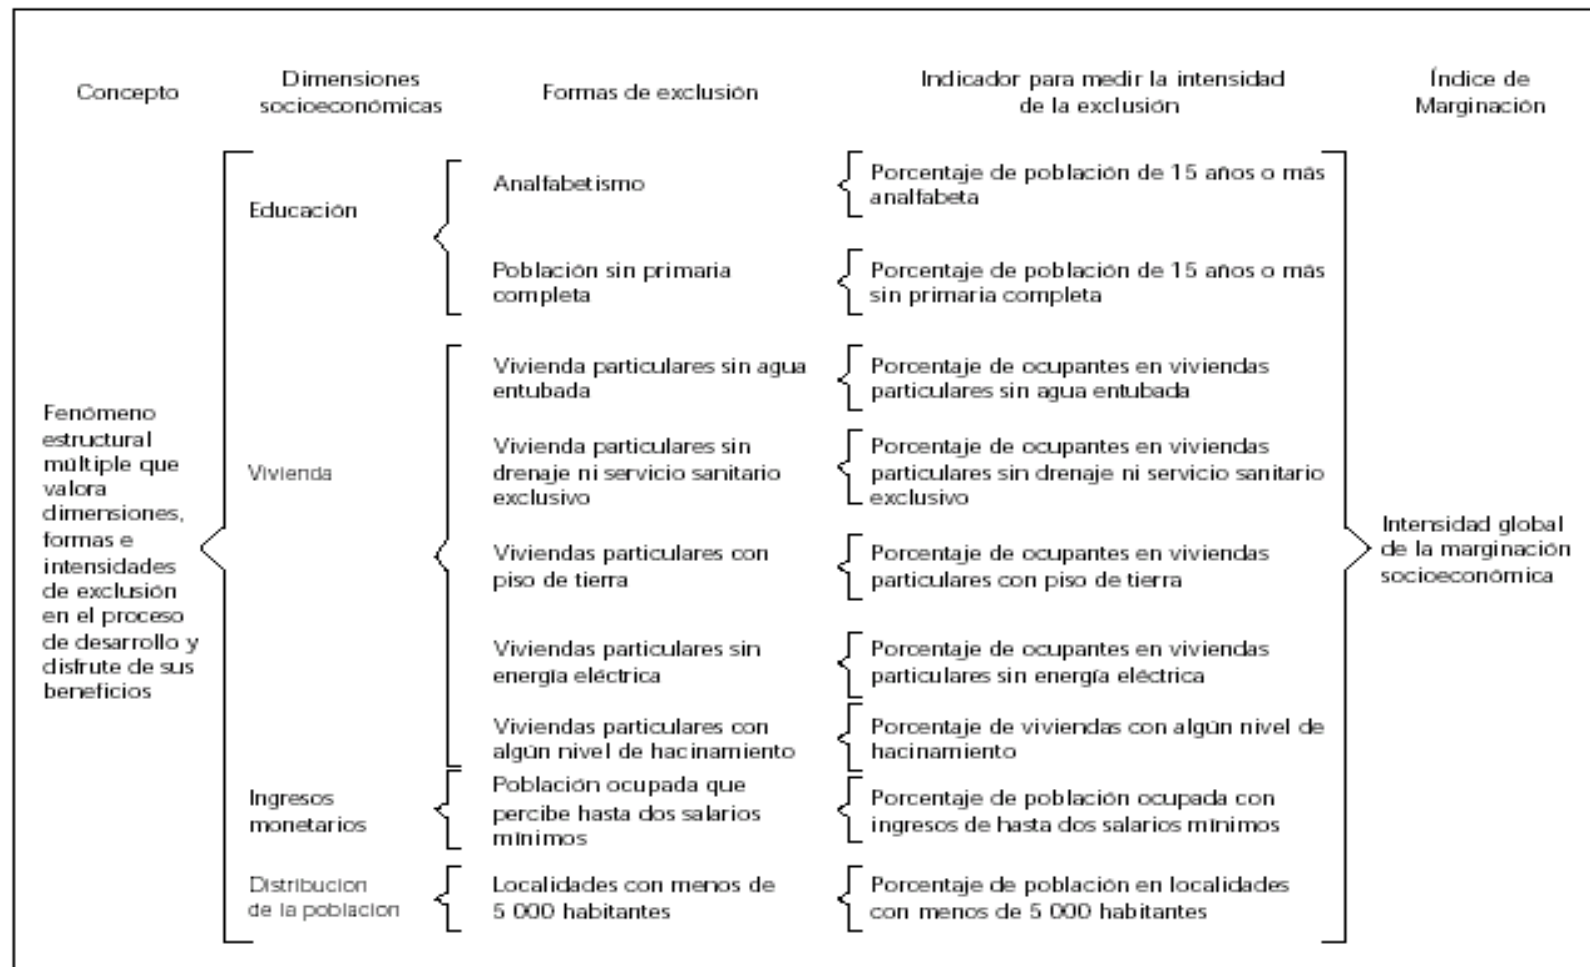 Concepto
Dimensiones
socioeconómicas
Formas de exclusión
Indicador para medir la intensidad
de la exclusión
Índice de
Marginación
Fenómeno
estructural
múltiple que
valora
dimensiones,
formas e
intensidades
de exclusión
en el proceso
de desarrollo y
disfrute de sus
beneficios
Educación
Analfabetismo
Porcentaje de población de 15 años o más
analfabeta
Población sin primaria
completa
Porcentaje de población de 15 años o más
sin primaria completa
Vivienda
Vivienda particulares sin agua
entubada
Porcentaje de ocupantes en viviendas
particulares sin agua entubada
Vivienda particulares sin
drenaje ni servicio sanitario
exclusivo
Porcentaje de ocupantes en viviendas
particulares sin drenaje ni servicio sanitario
exclusivo
Viviendas particulares con
piso de tierra
Porcentaje de ocupantes en viviendas
particulares con piso de tierra
Viviendas particulares sin
energía eléctrica
Porcentaje de ocupantes en viviendas
particulares sin energía eléctrica
Viviendas particulares con
algún nivel de hacinamiento
Porcentaje de viviendas con algún nivel de
hacinamiento
Ingresos
monetarios
Población ocupada que
percibe hasta dos salarios
mínimos
Porcentaje de población ocupada con
ingresos de hasta dos salarios mínimos
Distribucion
de la poblacion
Localidades con menos de
5 000 habitantes
Porcentaje de población en localidades
con menos de 5 000 habitantes
Intensidad global
de la marginación
socioeconómica